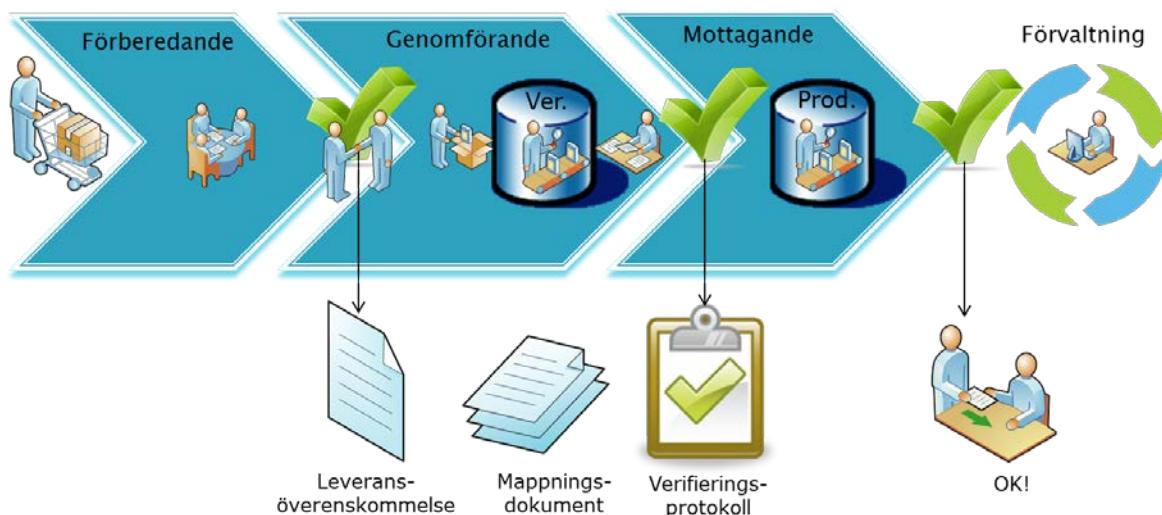 Förberedande
Genomförande
Mottagande
Förvaltning
Ver.
Prod.
Leverans-
överenskommelse
Mappnings-
dokument
Verifierings-
protokoll
OK!